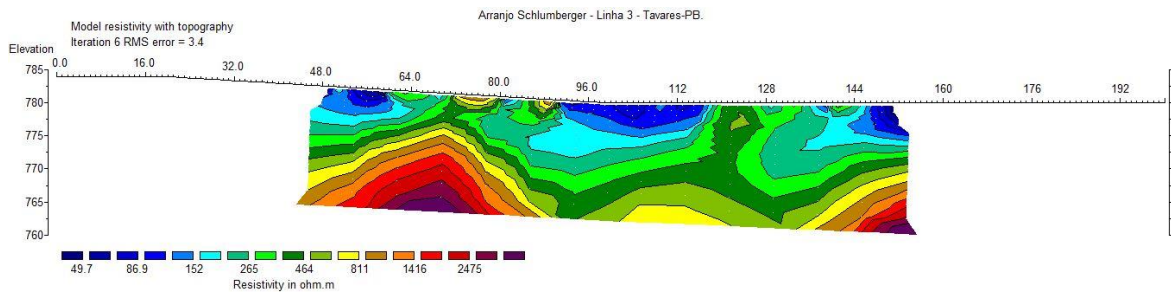 Arranjo Schlumberger - Linha 3 - Tavares-PB.
Model resistivity with topography
Iteration 6 RMS error = 3.4
Elevation
0.0 16.0 32.0 48.0 64.0 80.0 96.0 112 128 144 160 176 192
785
780
775
770
765
760
49.7 86.9 152 265 464 811 1416 2475
Resistivity in ohm.m